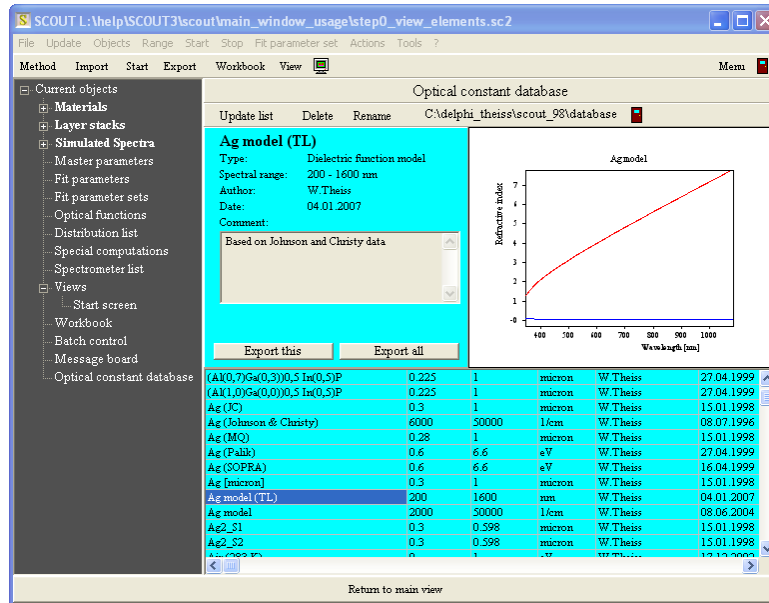 SCOUT L:\help\SCOUT3\scout\main_window_usage\step0_view_elements.sc2
File Update Objects Range Start Stop Fit parameter set Actions Tools ?
Method Import Start Export Workbook View Menu
Current objects
Materials
Layer stacks
Simulated Spectra
Master parameters
Fit parameters
Fit parameter sets
Optical functions
Distribution list
Special computations
Spectrometer list
Views
Start screen
Workbook
Batch control
Message board
Optical constant database
Optical constant database
Update list Delete Rename C:\delphi_theiss\scout_98\database
Ag model (TL)
Type: Dielectric function model
Spectral range: 200 - 1600 nm
Author: W.Theiss
Date: 04.01.2007
Comment:
Based on Johnson and Christy data
Export this Export all
Ag model
Refractive index
7
6
5
4
3
2
1
-0
400 500 600 700 800 900 1000
Wavelength [nm]
(Al(0,7)Ga(0,3))0,5 In(0,5)P 0.225 1 micron W.Theiss 27.04.1999
(Al(1,0)Ga(0,0))0,5 In(0,5)P 0.225 1 micron W.Theiss 27.04.1999
Ag (JC) 0.3 1 micron W.Theiss 15.01.1998
Ag (Johnson & Christy) 6000 50000 1/cm W.Theiss 08.07.1996
Ag (MQ) 0.28 1 micron W.Theiss 15.01.1998
Ag (Palik) 0.6 6.6 eV W.Theiss 27.04.1999
Ag (SOPRA) 0.6 6.6 eV W.Theiss 16.04.1999
Ag [micron] 0.3 1 micron W.Theiss 15.01.1998
Ag model (TL) 200 1600 nm W.Theiss 04.01.2007
Ag model 2000 50000 1/cm W.Theiss 08.06.2004
Ag2_S1 0.3 0.598 micron W.Theiss 15.01.1998
Ag2_S2 0.3 0.598 micron W.Theiss 15.01.1998
Air (283 K) 0 1 eV W.Theiss 17.12.2002
Return to main view